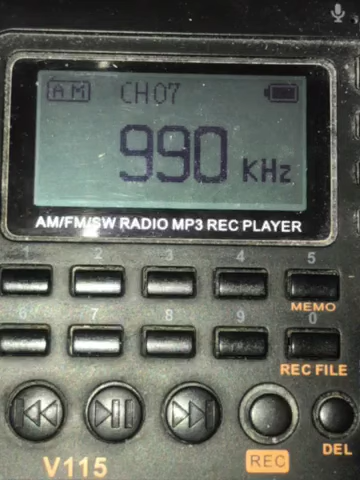 AM CH07
990 KHz
AM/FM/SW RADIO MP3 REC PLAYER
1 2 3 4 5
MEMO
6 7 8 9 0
REC FILE
DEL
REC
V115